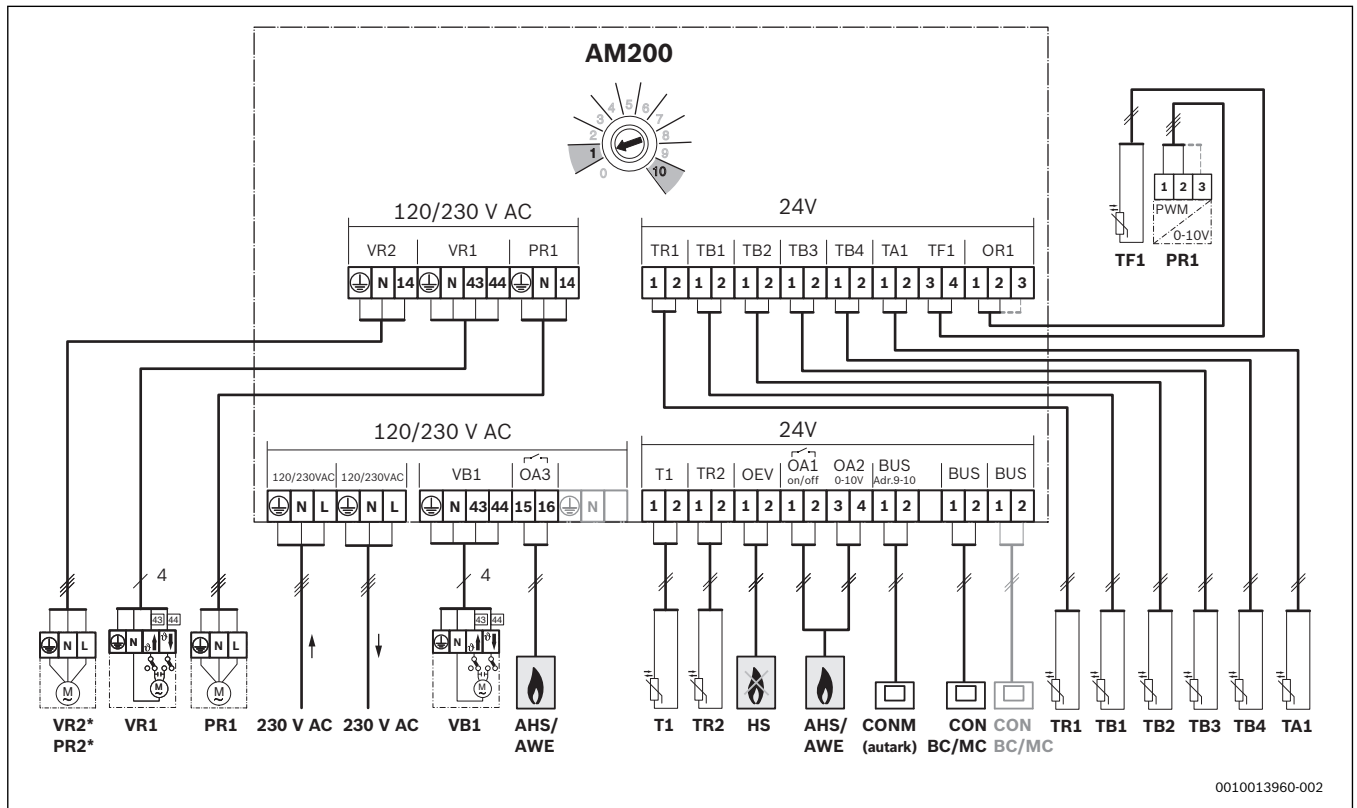 AM200
0 1 2 3 4 5 6 7 8 9 10
120/230 V AC
24V
VR2 VR1 PR1
TR1 TB1 TB2 TB3 TB4 TA1 TF1 OR1
N 14 N 43 44 N 14
1 2 1 2 1 2 1 2 1 2 1 2 3 4 1 2 3
1 2 3
PWM
0-10V
TF1 PR1
120/230 V AC
24V
120/230VAC 120/230VAC VB1 OA3
T1 TR2 OEV OA1 OA2 BUS BUS BUS
on/off 0-10V Adr.9-10
N L N L N 43 44 15 16 N
1 2 1 2 1 2 1 2 3 4 1 2 1 2 1 2
4 4
43 44 43 44
N L N N L N
M M M M
VR2* VR1 PR1 230 V AC 230 V AC VB1 AHS/ T1 TR2 HS AHS/ CONM CON CON TR1 TB1 TB2 TB3 TB4 TA1
PR2* AWE AWE (autark) BC/MC BC/MC
0010013960-002